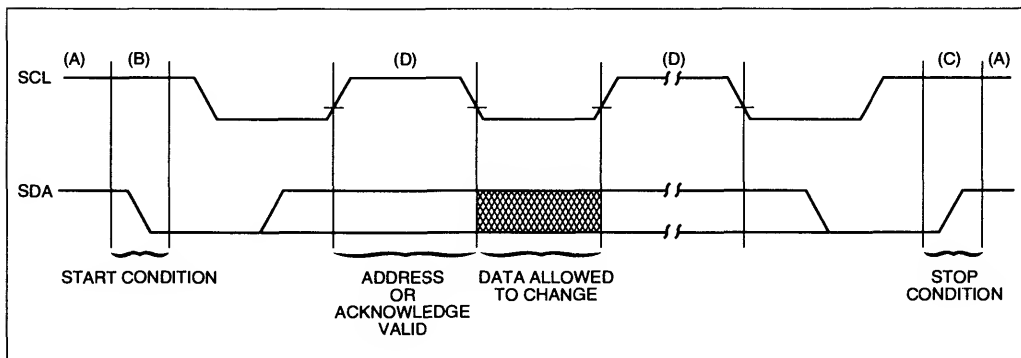 (A) (B) (D) (D) (C) (A)
SCL
SDA
START CONDITION
ADDRESS
OR
ACKNOWLEDGE
VALID
DATA ALLOWED
TO CHANGE
STOP
CONDITION